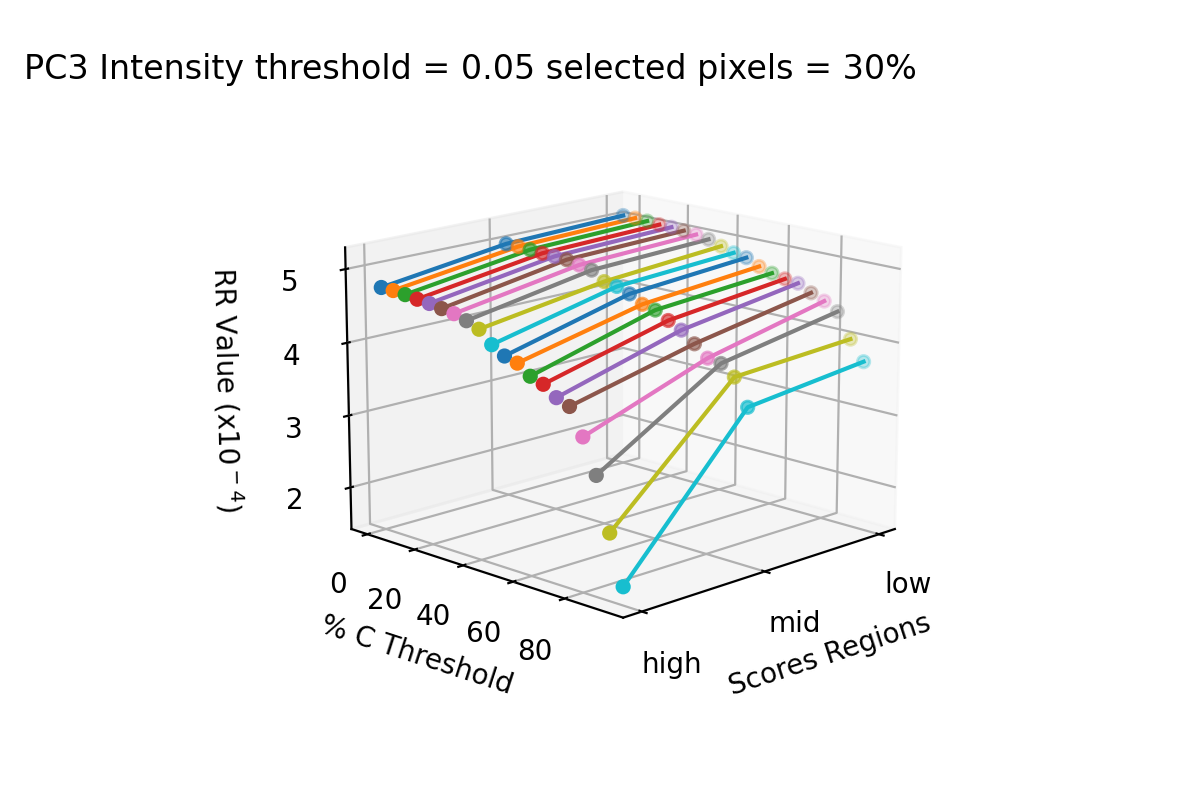 PC3 Intensity threshold = 0.05 selected pixels = 30%
5
4
3
2
RR Value (x10⁻⁴)
0
20
40
60
80
% C Threshold
high
mid
low
Scores Regions